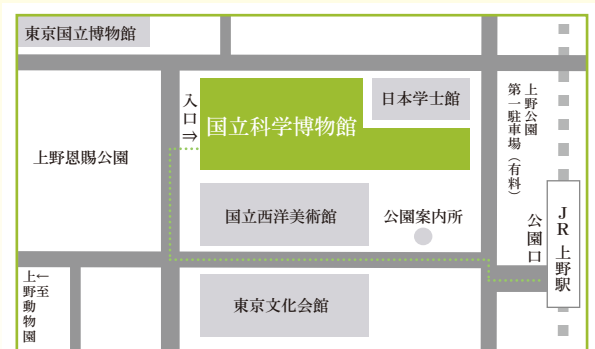 東京国立博物館
入口⇒
国立科学博物館
日本学士館
上野公園
第一駐車場（有料）
上野恩賜公園
国立西洋美術館
公園案内所
公園口
JR上野駅
←至
上野動物園
東京文化会館